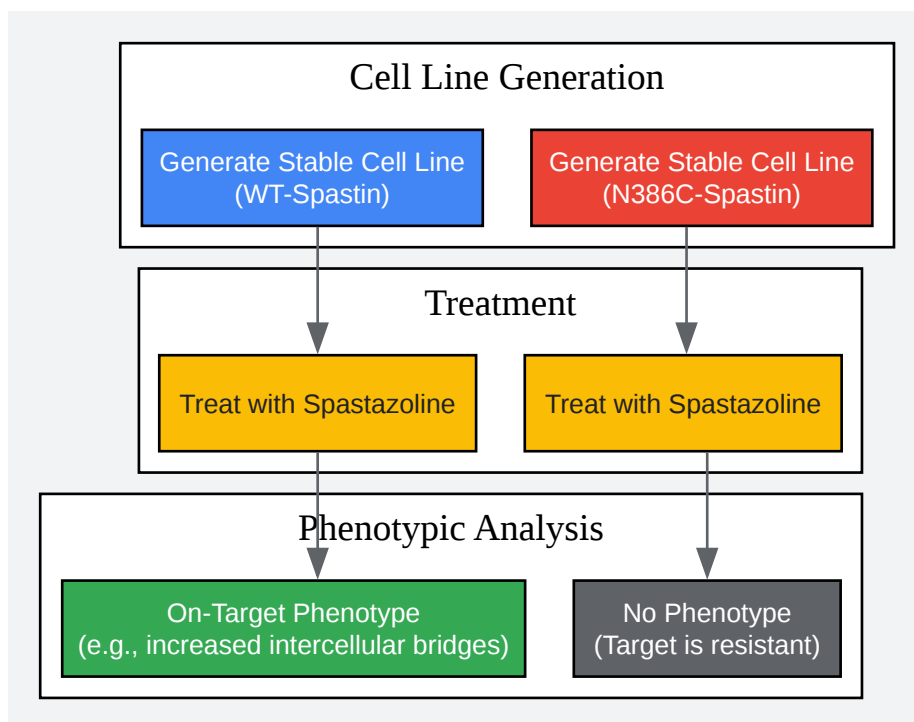 Cell Line Generation
Generate Stable Cell Line
(WT-Spastin)
Generate Stable Cell Line
(N386C-Spastin)
Treatment
Treat with Spastazoline
Treat with Spastazoline
Phenotypic Analysis
On-Target Phenotype
(e.g., increased intercellular bridges)
No Phenotype
(Target is resistant)